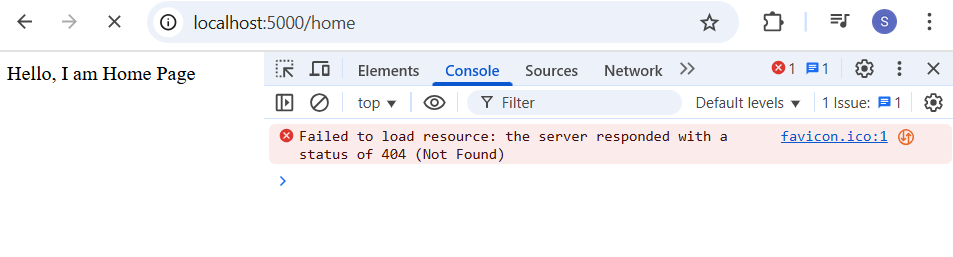 localhost:5000/home
S
Hello, I am Home Page
Elements Console Sources Network 1 1
top Filter Default levels 1 Issue: 1
Failed to load resource: the server responded with a favicon.ico:1
status of 404 (Not Found)